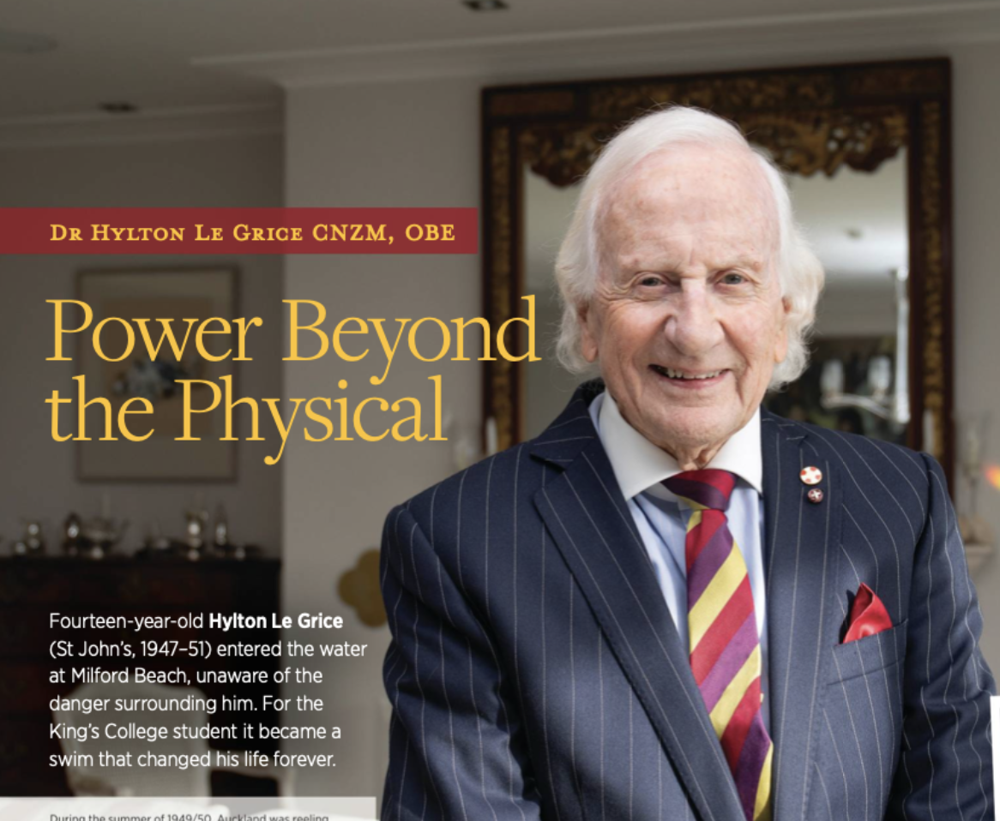 Dr Hylton Le Grice CNZM, OBE
Power Beyond
the Physical
Fourteen-year-old Hylton Le Grice
(St John's, 1947–51) entered the water
at Milford Beach, unaware of the
danger surrounding him. For the
King's College student it became a
swim that changed his life forever.
During the summer of 1949/50, Auckland was reeling